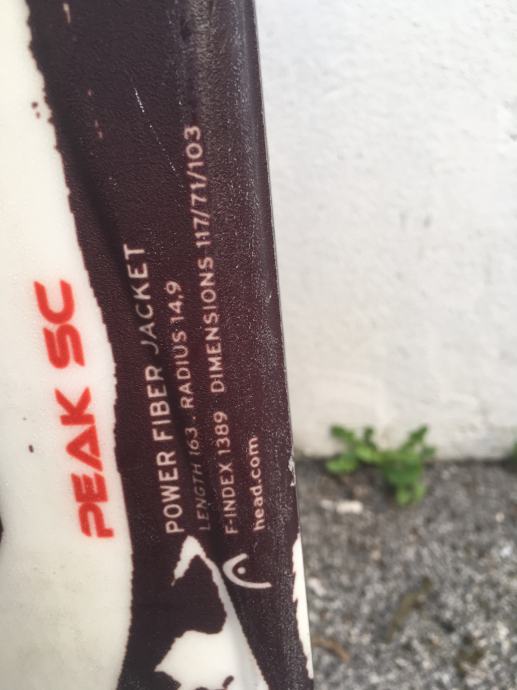 PEAK SC
POWER FIBER JACKET
LENGTH 163 . RADIUS 14,9
F-INDEX 1389 DIMENSIONS 117/71/103
head.com